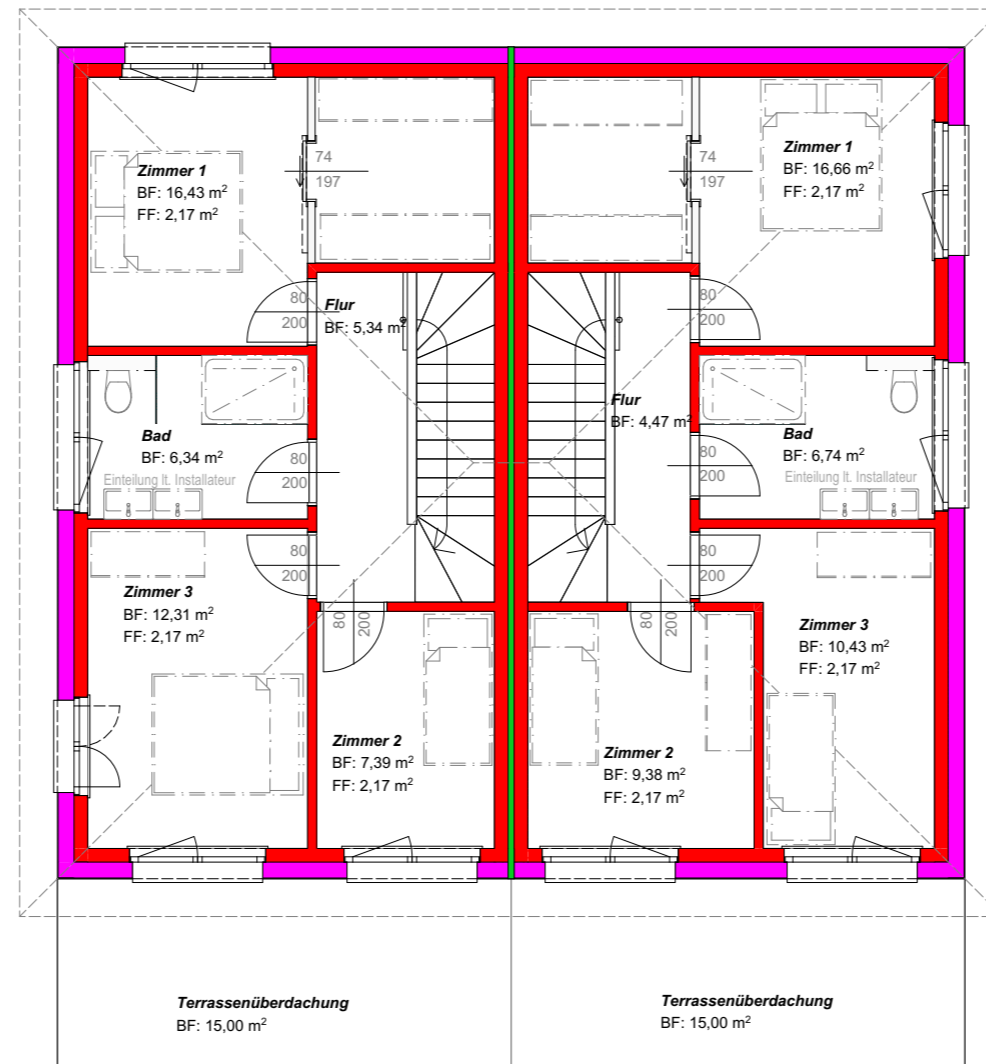 Zimmer 1
BF: 16,43 m²
FF: 2,17 m²
74
197
74
197
Zimmer 1
BF: 16,66 m²
FF: 2,17 m²
80
200
Flur
BF: 5,34 m²
80
200
Flur
BF: 4,47 m²
Bad
BF: 6,34 m²
Einteilung lt. Installateur
80
200
80
200
Bad
BF: 6,74 m²
Einteilung lt. Installateur
80
200
80
200
Zimmer 3
BF: 12,31 m²
FF: 2,17 m²
80
200
80
200
Zimmer 3
BF: 10,43 m²
FF: 2,17 m²
Zimmer 2
BF: 7,39 m²
FF: 2,17 m²
Zimmer 2
BF: 9,38 m²
FF: 2,17 m²
Terrassenüberdachung
BF: 15,00 m²
Terrassenüberdachung
BF: 15,00 m²